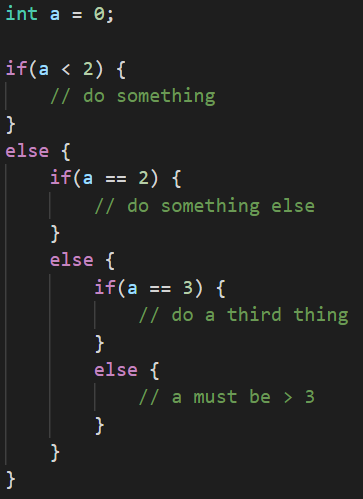 int a = 0;

if(a < 2) {
    // do something
}
else {
    if(a == 2) {
        // do something else
    }
    else {
        if(a == 3) {
            // do a third thing
        }
        else {
            // a must be > 3
        }
    }
}